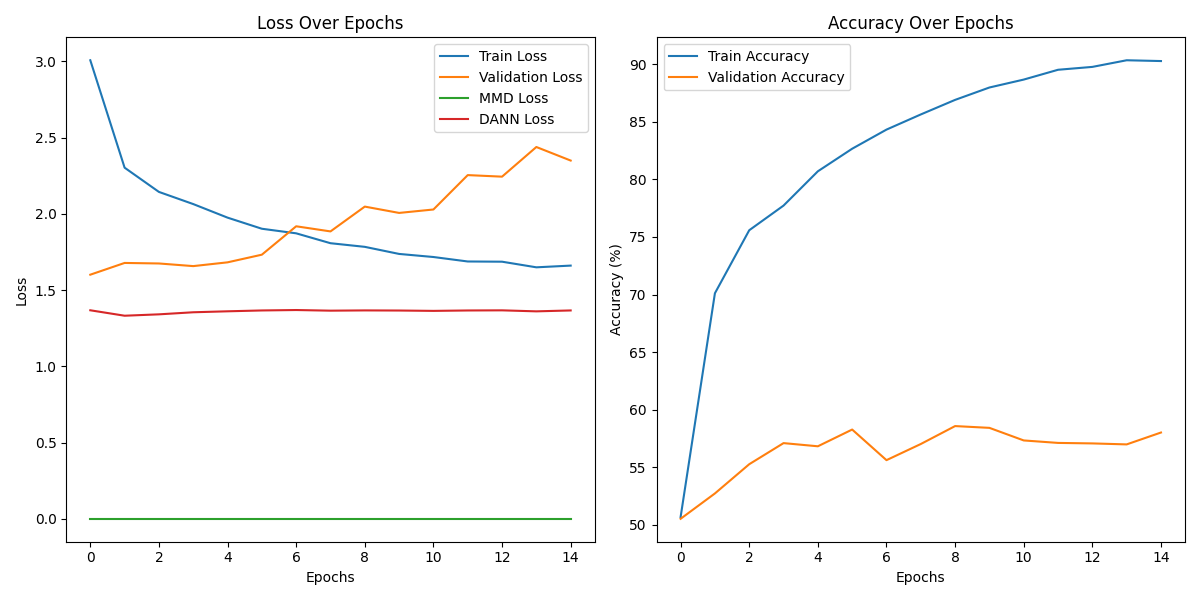 Loss Over Epochs
3.0
2.5
2.0
1.5
1.0
0.5
0.0
Loss
Train Loss
Validation Loss
MMD Loss
DANN Loss
0 2 4 6 8 10 12 14
Epochs
Accuracy Over Epochs
90
85
80
75
70
65
60
55
50
Accuracy (%)
Train Accuracy
Validation Accuracy
0 2 4 6 8 10 12 14
Epochs